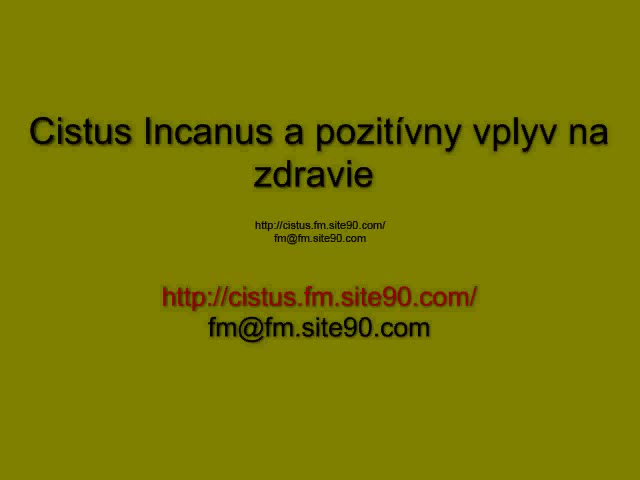 Cistus Incanus a pozitívny vplyv na
zdravie
http://cistus.fm.site90.com/
fm@fm.site90.com
http://cistus.fm.site90.com/
fm@fm.site90.com